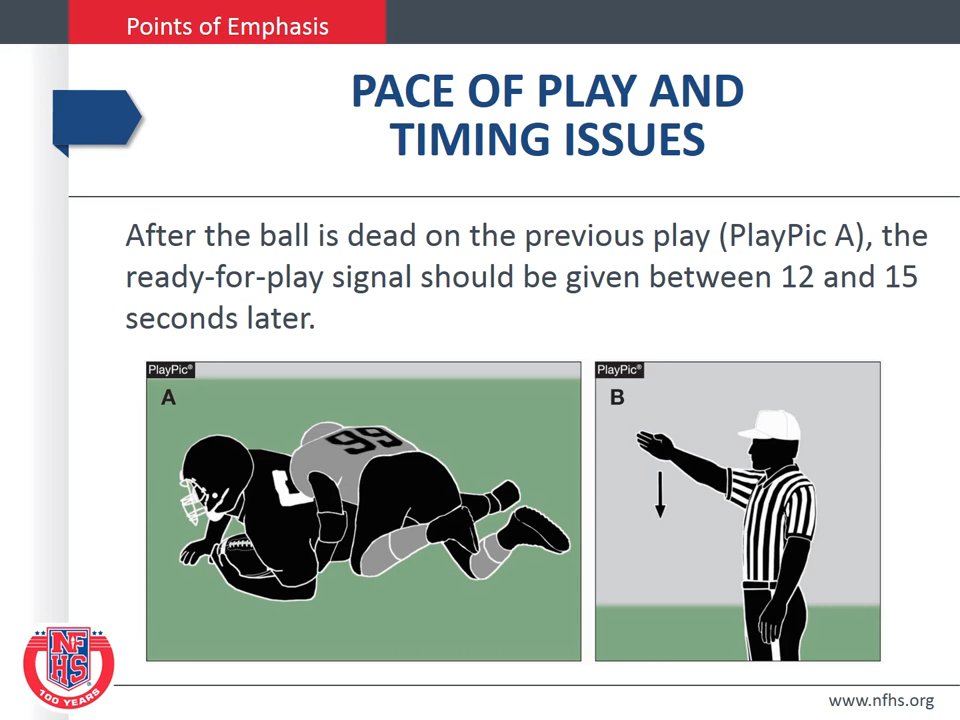 Points of Emphasis
PACE OF PLAY AND
TIMING ISSUES
After the ball is dead on the previous play (PlayPic A), the
ready-for-play signal should be given between 12 and 15
seconds later.
PlayPic®
A
99
PlayPic®
B
NF
HS
100 YEARS
www.nfhs.org